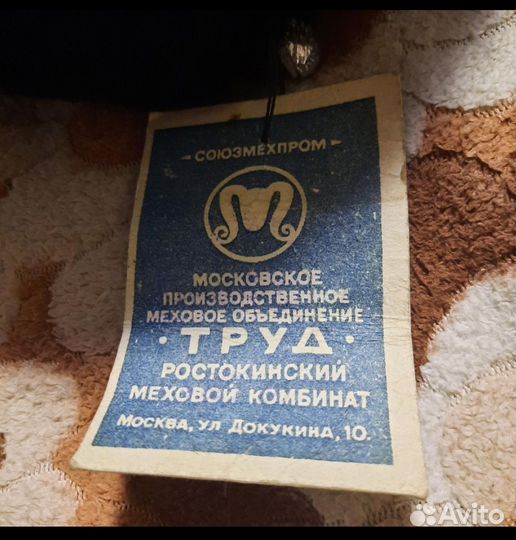 СОЮЗМЕХПРОМ
МОСКОВСКОЕ
ПРОИЗВОДСТВЕННОЕ
МЕХОВОЕ ОБЪЕДИНЕНИЕ
· ТРУД ·
РОСТОКИНСКИЙ
МЕХОВОЙ КОМБИНАТ
МОСКВА, УЛ ДОКУКИНА, 10.
Avito